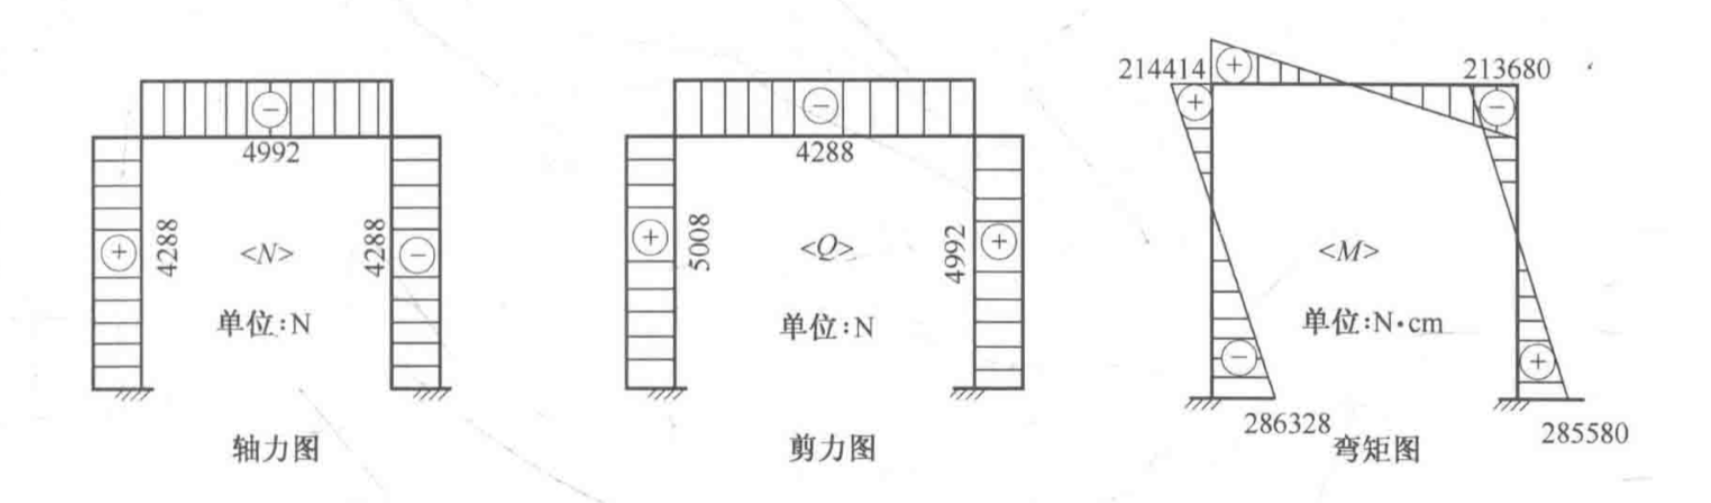 4992
4288
4288
+
−
−
<N>
单位:N
轴力图
4288
5008
4992
+
−
+
<Q>
单位:N
剪力图
214414
213680
+
+
−
<M>
单位:N·cm
−
+
286328
285580
弯矩图